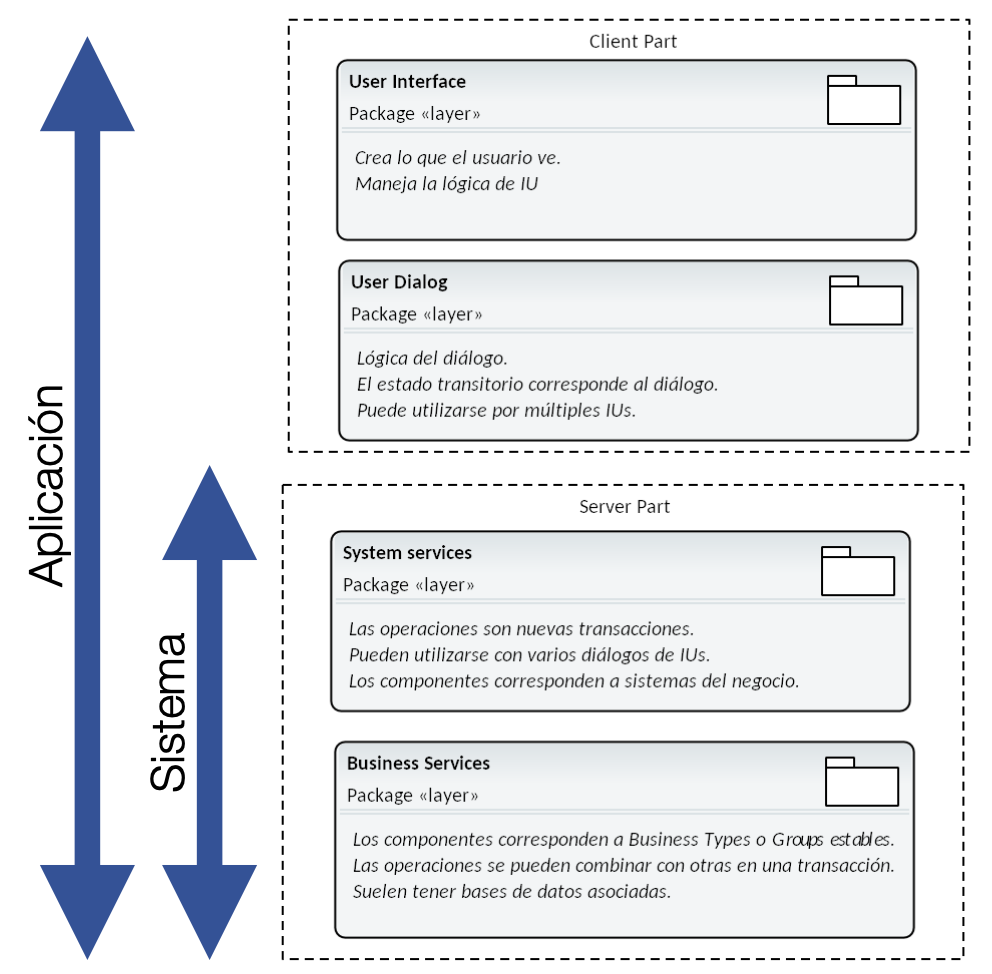 Client Part
User Interface
Package «layer»
Crea lo que el usuario ve.
Maneja la lógica de IU
User Dialog
Package «layer»
Lógica del diálogo.
El estado transitorio corresponde al diálogo.
Puede utilizarse por múltiples IUs.
Aplicación
Sistema
Server Part
System services
Package «layer»
Las operaciones son nuevas transacciones.
Pueden utilizarse con varios diálogos de IUs.
Los componentes corresponden a sistemas del negocio.
Business Services
Package «layer»
Los componentes corresponden a Business Types o Groups estables.
Las operaciones se pueden combinar con otras en una transacción.
Suelen tener bases de datos asociadas.